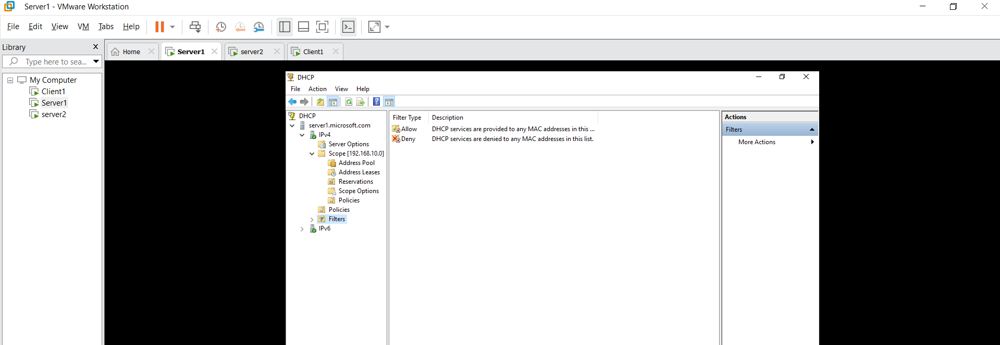 Server1 - VMware Workstation
File Edit View VM Tabs Help
Library
Type here to sea...
My Computer
Client1
Server1
server2
Home
Server1
server2
Client1
DHCP
File Action View Help
DHCP
server1.microsoft.com
IPv4
Server Options
Scope [192.168.10.0]
Address Pool
Address Leases
Reservations
Scope Options
Policies
Policies
Filters
IPv6
Filter Type Description
Allow DHCP services are provided to any MAC addresses in this ...
Deny DHCP services are denied to any MAC addresses in this list.
Actions
Filters
More Actions